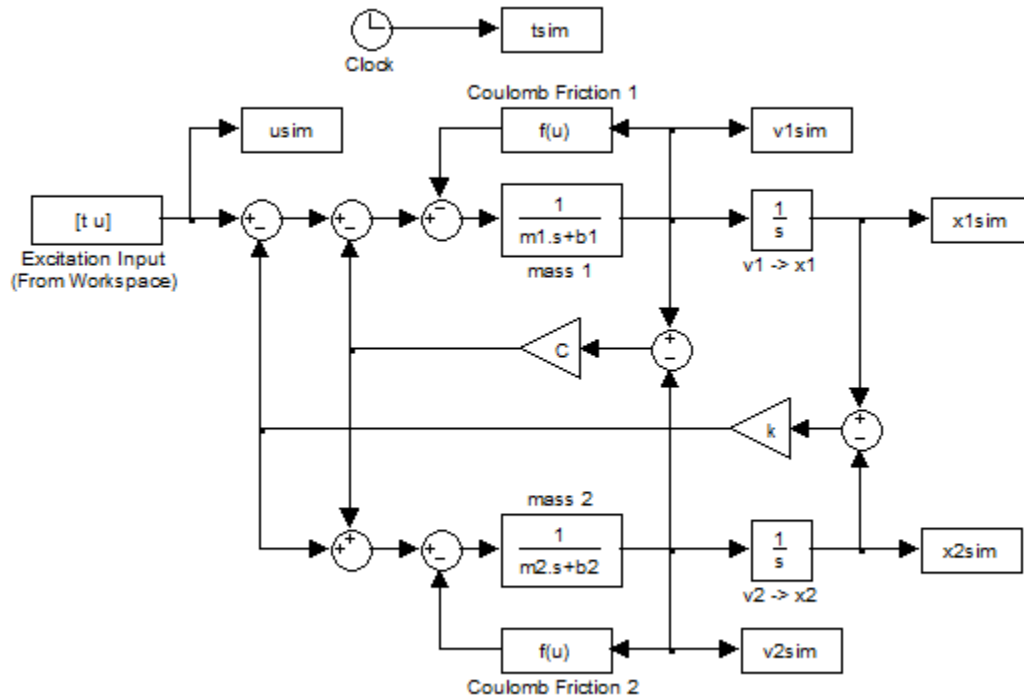 tsim
Clock
Coulomb Friction 1
usim
f(u)
v1sim
[t u]
+
−
+
−
−
+
1
m1.s+b1
1
s
x1sim
Excitation Input
(From Workspace)
mass 1
v1 -> x1
C
+
−
k
+
−
mass 2
+
+
+
−
1
m2.s+b2
1
s
x2sim
v2 -> x2
f(u)
v2sim
Coulomb Friction 2